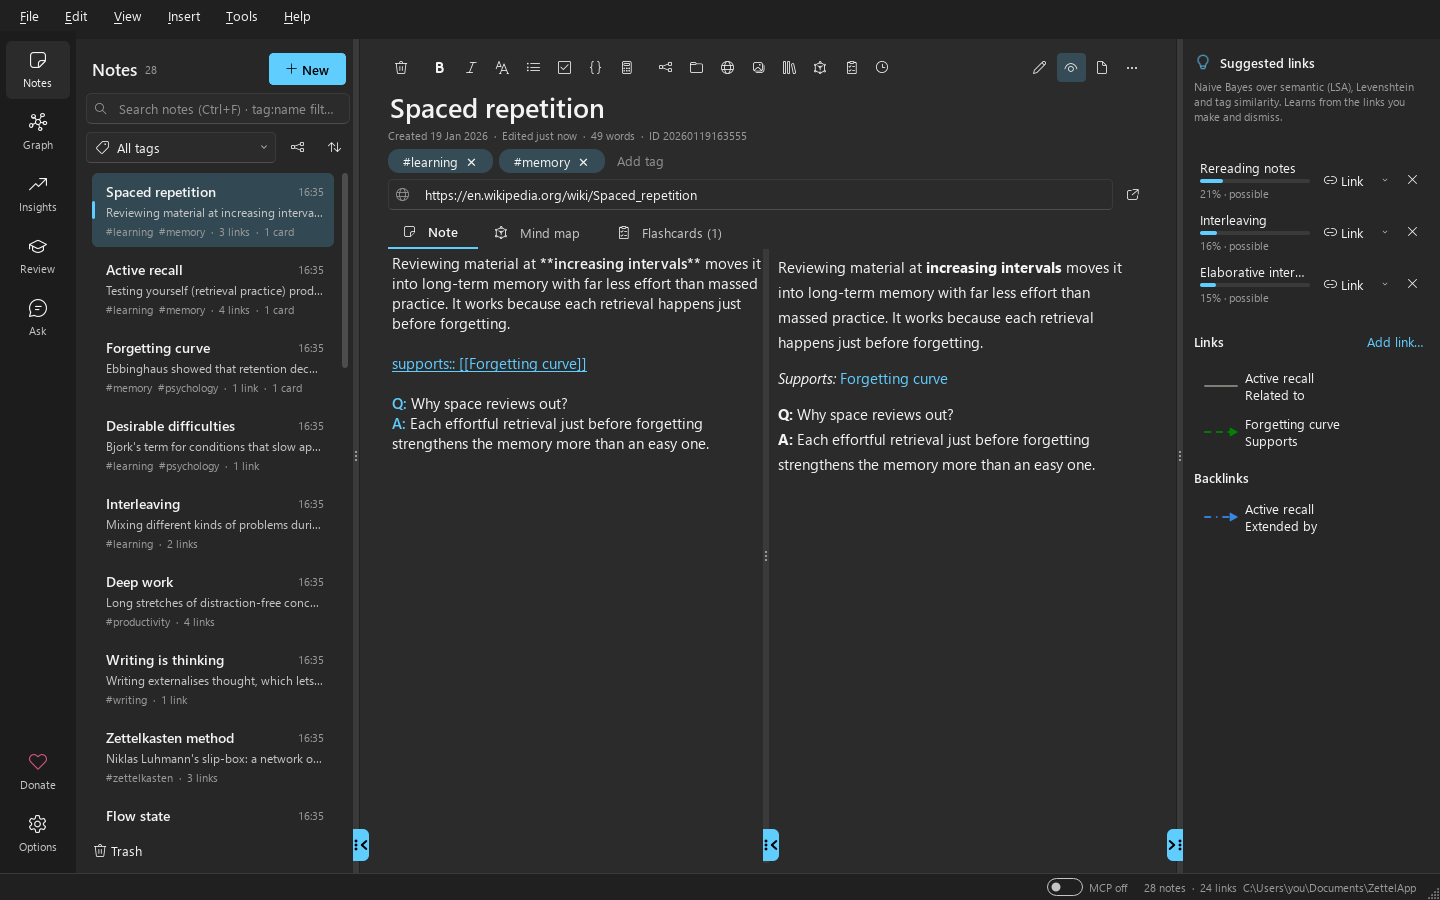 File Edit View Insert Tools Help
Notes
Graph
Insights
Review
Ask
Donate
Options
Notes 28
New
Search notes (Ctrl+F) · tag:name filt...
All tags
Spaced repetition 16:35
Reviewing material at increasing interva...
#learning #memory · 3 links · 1 card
Active recall 16:35
Testing yourself (retrieval practice) prod...
#learning #memory · 4 links · 1 card
Forgetting curve 16:35
Ebbinghaus showed that retention dec...
#memory #psychology · 1 link · 1 card
Desirable difficulties 16:35
Bjork's term for conditions that slow ap...
#learning #psychology · 1 link
Interleaving 16:35
Mixing different kinds of problems duri...
#learning · 2 links
Deep work 16:35
Long stretches of distraction-free conc...
#productivity · 4 links
Writing is thinking 16:35
Writing externalises thought, which lets...
#writing · 1 link
Zettelkasten method 16:35
Niklas Luhmann's slip-box: a network o...
#zettelkasten · 3 links
Flow state 16:35
Trash
Spaced repetition
Created 19 Jan 2026 · Edited just now · 49 words · ID 20260119163555
#learning #memory Add tag
https://en.wikipedia.org/wiki/Spaced_repetition
Note Mind map Flashcards (1)
Reviewing material at **increasing intervals** moves it
into long-term memory with far less effort than massed
practice. It works because each retrieval happens just
before forgetting.
supports:: [[Forgetting curve]]
Q: Why space reviews out?
A: Each effortful retrieval just before forgetting
strengthens the memory more than an easy one.
Reviewing material at increasing intervals moves it
into long-term memory with far less effort than
massed practice. It works because each retrieval
happens just before forgetting.
Supports: Forgetting curve
Q: Why space reviews out?
A: Each effortful retrieval just before forgetting
strengthens the memory more than an easy one.
Suggested links
Naive Bayes over semantic (LSA), Levenshtein
and tag similarity. Learns from the links you
make and dismiss.
Rereading notes
Link
21% · possible
Interleaving
Link
16% · possible
Elaborative inter...
Link
15% · possible
Links Add link...
Active recall
Related to
Forgetting curve
Supports
Backlinks
Active recall
Extended by
MCP off 28 notes · 24 links C:\Users\you\Documents\ZettelApp